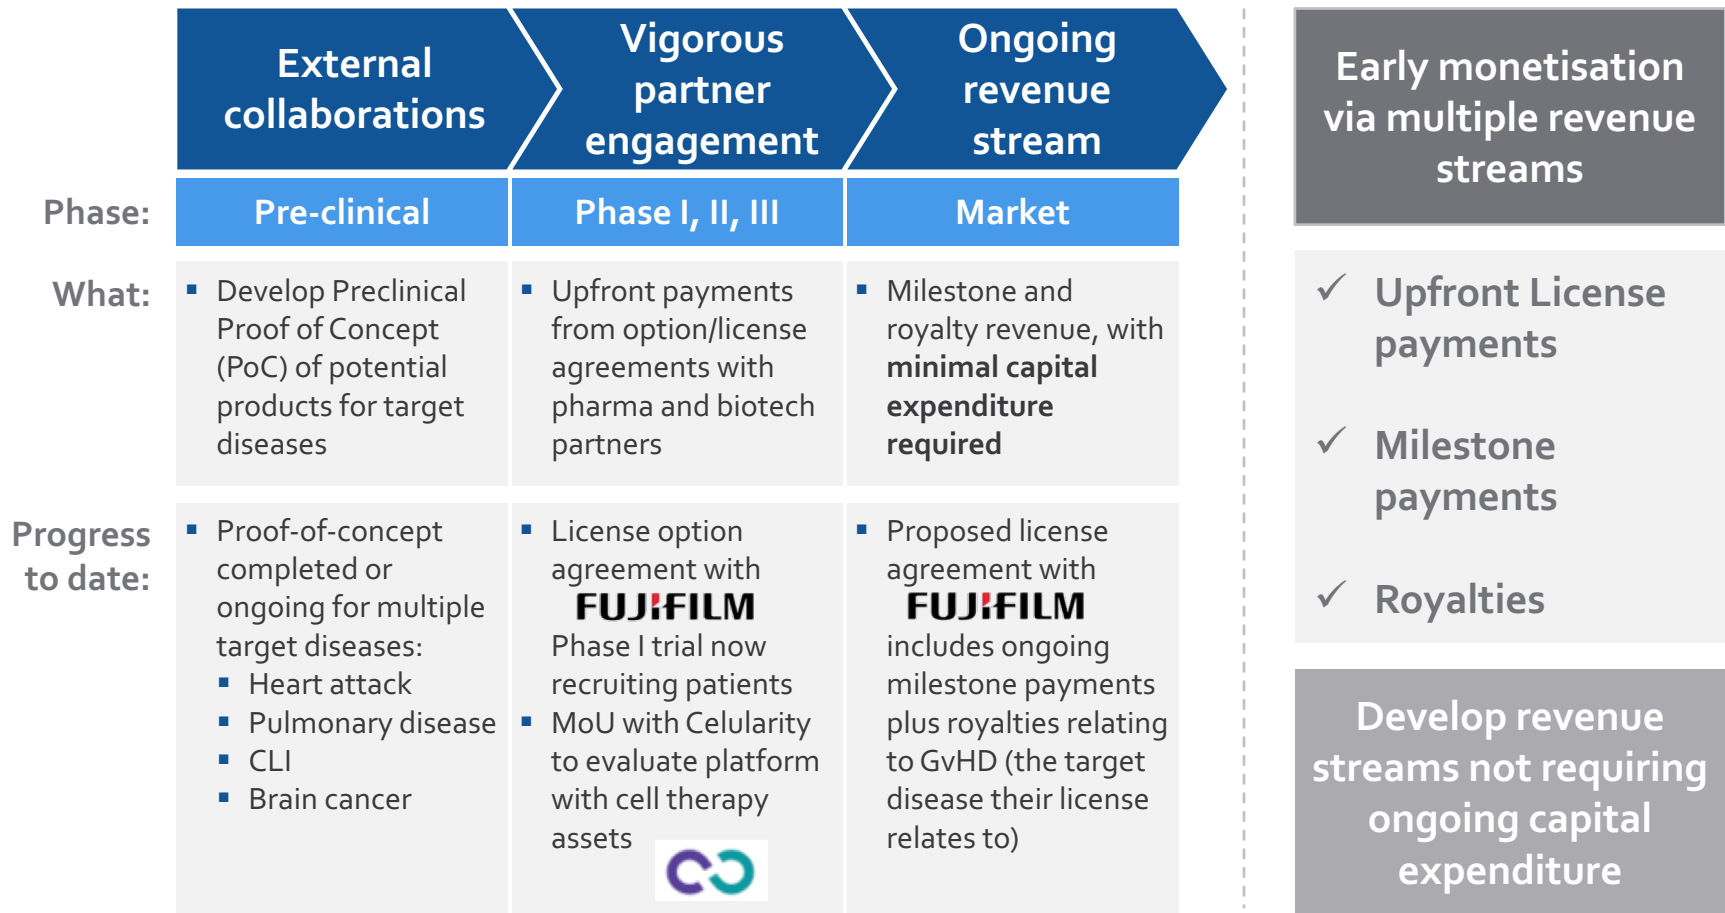 External
collaborations
Vigorous
partner
engagement
Ongoing
revenue
stream
Phase:
Pre-clinical
Phase I, II, III
Market
What:
▪ Develop Preclinical
Proof of Concept
(PoC) of potential
products for target
diseases
▪ Upfront payments
from option/license
agreements with
pharma and biotech
partners
▪ Milestone and
royalty revenue, with
minimal capital
expenditure
required
Progress
to date:
▪ Proof-of-concept
completed or
ongoing for multiple
target diseases:
▪ Heart attack
▪ Pulmonary disease
▪ CLI
▪ Brain cancer
▪ License option
agreement with
FUJIFILM
Phase I trial now
recruiting patients
▪ MoU with Celularity
to evaluate platform
with cell therapy
assets
▪ Proposed license
agreement with
FUJIFILM
includes ongoing
milestone payments
plus royalties relating
to GvHD (the target
disease their license
relates to)
Early monetisation
via multiple revenue
streams
✓ Upfront License
payments
✓ Milestone
payments
✓ Royalties
Develop revenue
streams not requiring
ongoing capital
expenditure